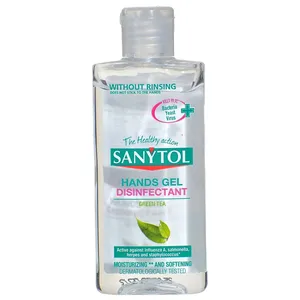 WITHOUT RINSING
DOES NOT STICK TO THE HANDS
Bacteria
Yeast
Virus
The Healthy action
SANYTOL
HANDS GEL
DISINFECTANT
GREEN TEA
Active against influenza A, salmonella,
herpes and staphylococcus*
MOISTURIZING ** AND SOFTENING
DERMATOLOGICALLY TESTED